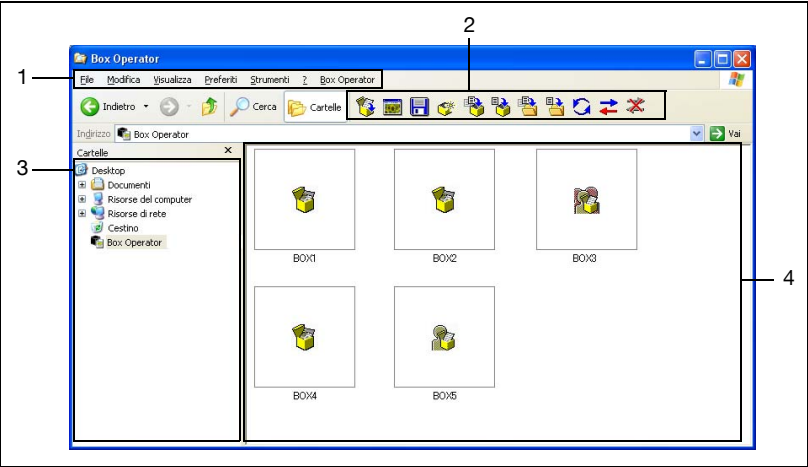 2
Box Operator
1
File Modifica Visualizza Preferiti Strumenti ? Box Operator
Indietro Cerca Cartelle
Indirizzo Box Operator Vai
Cartelle x
3
Desktop
Documenti
Risorse del computer
Risorse di rete
Cestino
Box Operator
BOX1 BOX2 BOX3
4
BOX4 BOX5